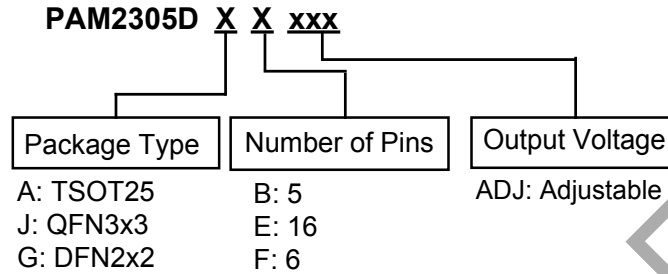 PAM2305D X X xxx
Package Type
Number of Pins
Output Voltage
A: TSOT25
J: QFN3x3
G: DFN2x2
B: 5
E: 16
F: 6
ADJ: Adjustable